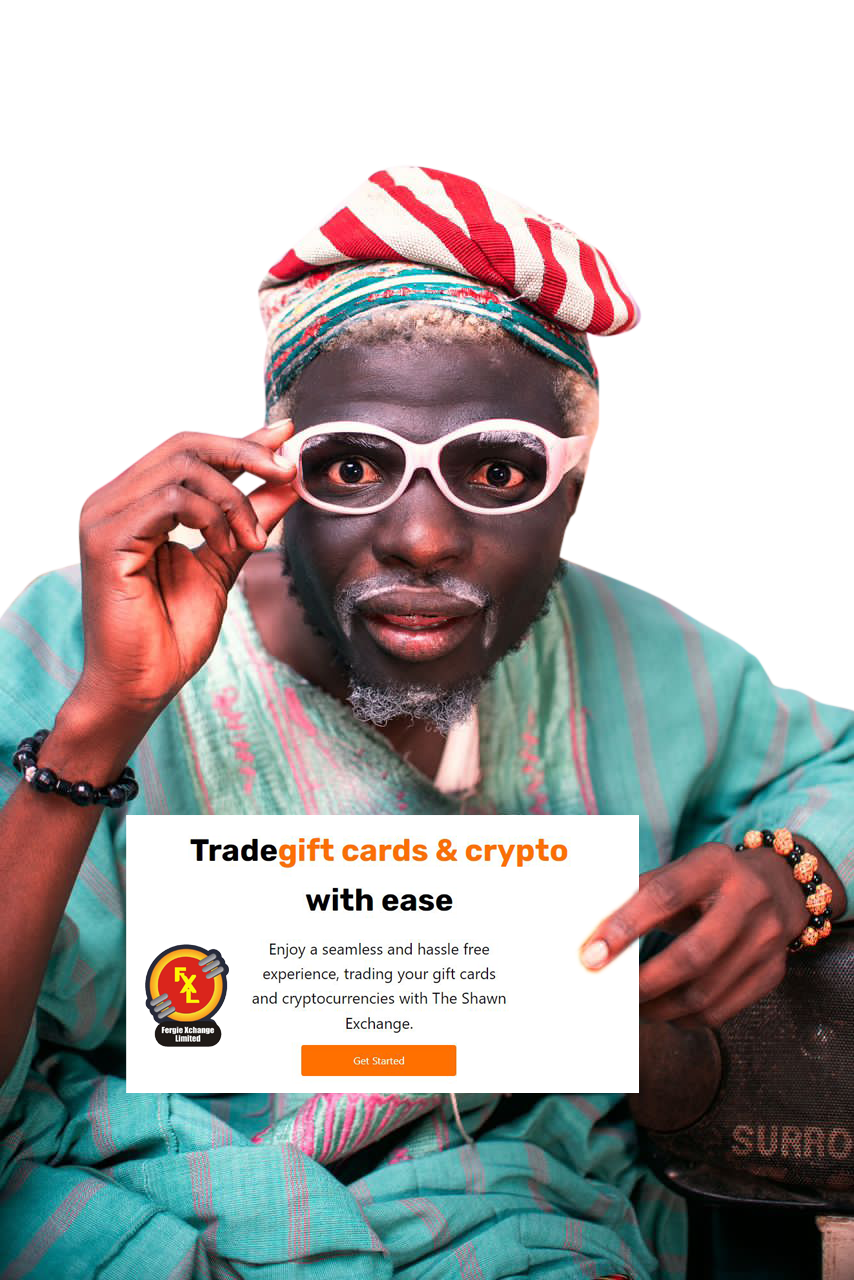 Tradegift cards & crypto
with ease
Enjoy a seamless and hassle free
experience, trading your gift cards
and cryptocurrencies with The Shawn
Exchange.
FXL
Fergie Xchange
Limited
Get Started
SURRO